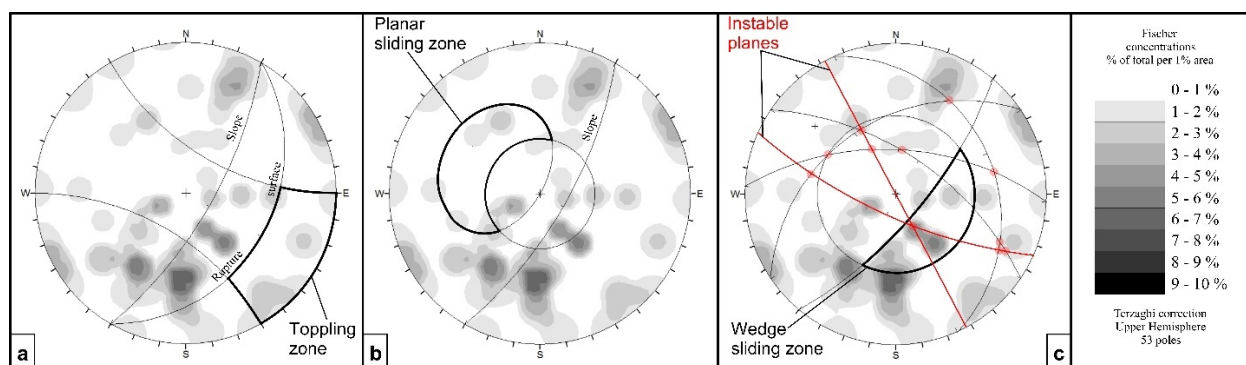 N
Slope
surface
W
E
Rupture
S
Toppling
zone
a
Planar
sliding zone
N
Slope
W
E
S
b
Instable
planes
N
W
E
S
Wedge
sliding zone
c
Fischer
concentrations
% of total per 1% area
0 - 1 %
1 - 2 %
2 - 3 %
3 - 4 %
4 - 5 %
5 - 6 %
6 - 7 %
7 - 8 %
8 - 9 %
9 - 10 %
Terzaghi correction
Upper Hemisphere
53 poles